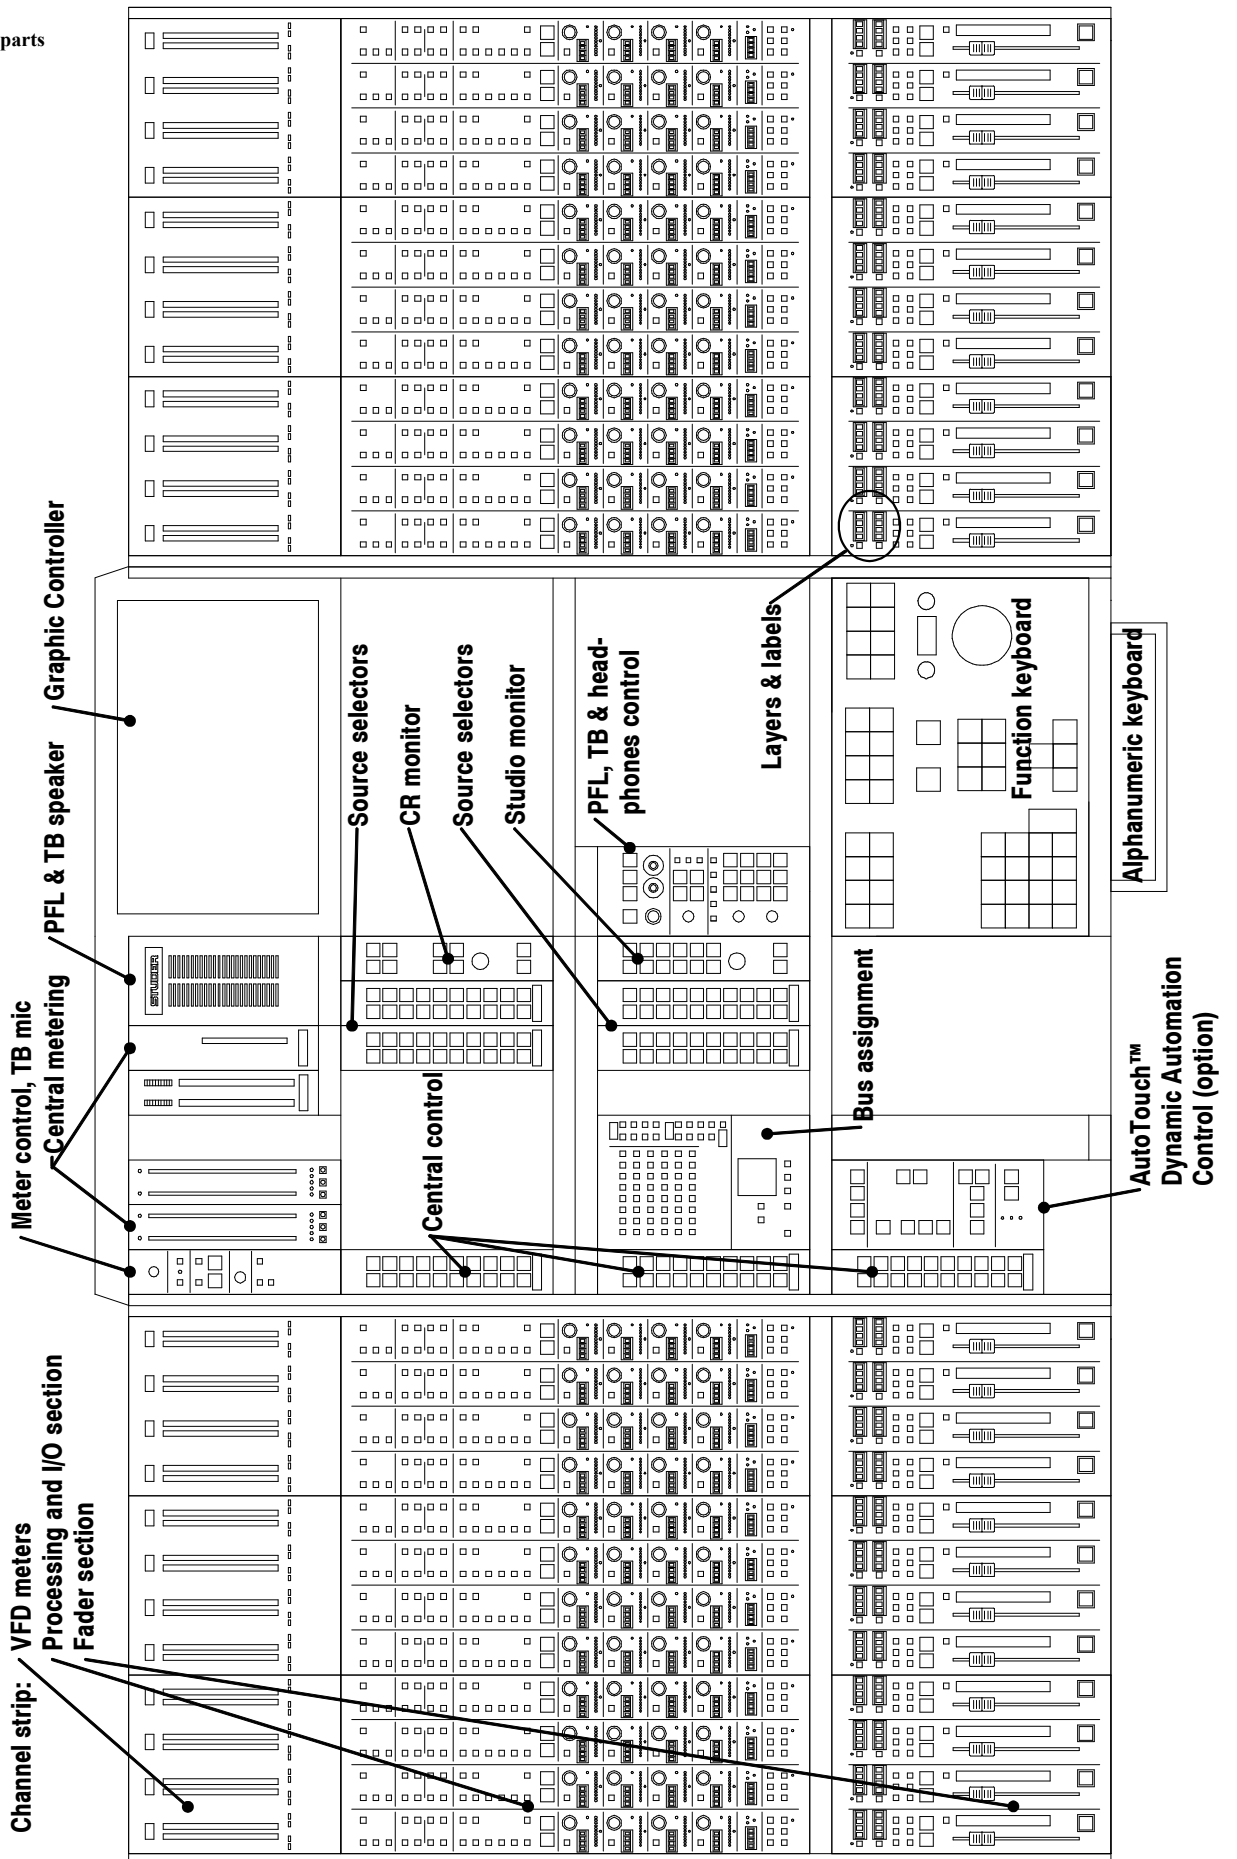 parts
Channel strip:
VFD meters
Processing and I/O section
Fader section
Meter control, TB mic
Central metering
PFL & TB speaker
Graphic Controller
STUDER
Source selectors
CR monitor
Source selectors
Studio monitor
PFL, TB & head-
phones control
Central control
Layers & labels
Bus assignment
Function keyboard
Alphanumeric keyboard
AutoTouch™
Dynamic Automation
Control (option)